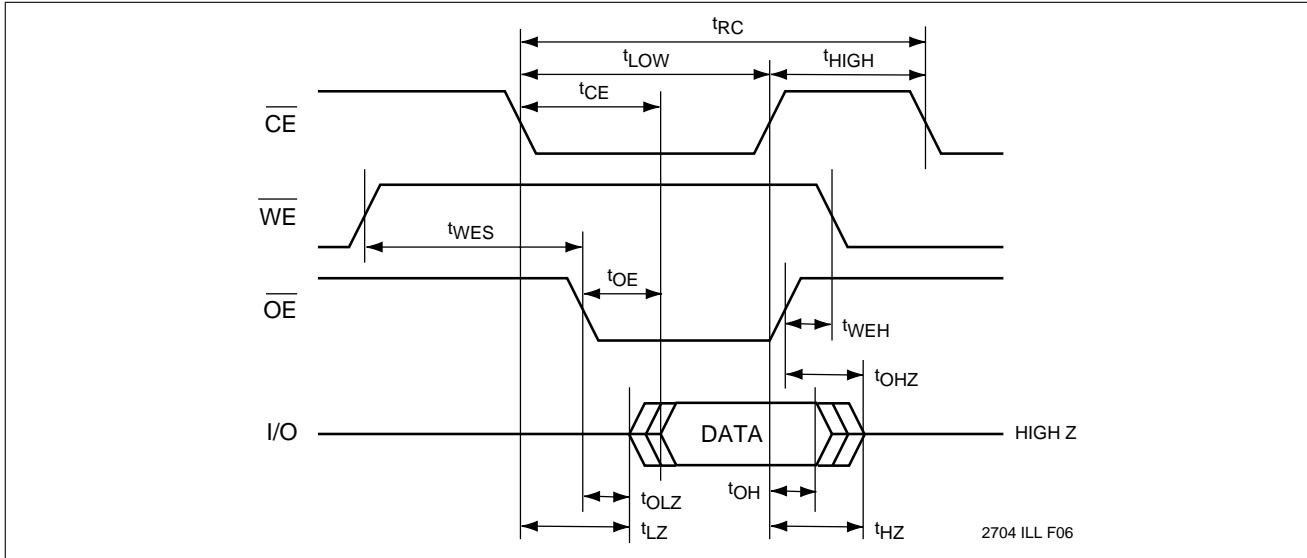 tRC
tLOW
tHIGH
tCE
CE
WE
tWES
tOE
OE
tWEH
tOHZ
I/O
DATA
HIGH Z
tOLZ
tOH
tLZ
tHZ
2704 ILL F06